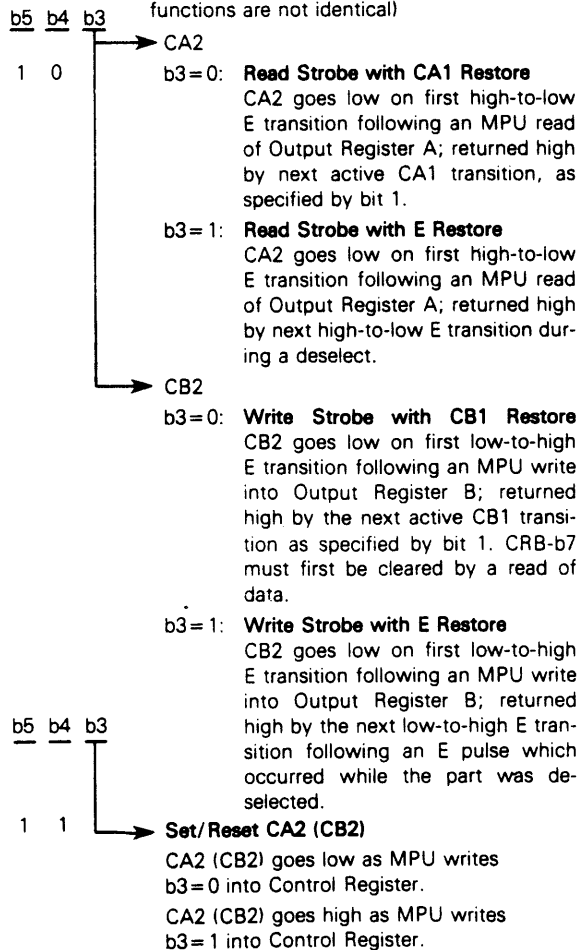 functions are not identical)
b5 b4 b3
CA2
1 0 b3=0: Read Strobe with CA1 Restore
CA2 goes low on first high-to-low
E transition following an MPU read
of Output Register A; returned high
by next active CA1 transition, as
specified by bit 1.
b3=1: Read Strobe with E Restore
CA2 goes low on first high-to-low
E transition following an MPU read
of Output Register A; returned high
by next high-to-low E transition dur-
ing a deselect.
CB2
b3=0: Write Strobe with CB1 Restore
CB2 goes low on first low-to-high
E transition following an MPU write
into Output Register B; returned
high by the next active CB1 transi-
tion as specified by bit 1. CRB-b7
must first be cleared by a read of
data.
b3=1: Write Strobe with E Restore
CB2 goes low on first low-to-high
E transition following an MPU write
into Output Register B; returned
high by the next low-to-high E tran-
sition following an E pulse which
occurred while the part was de-
selected.
b5 b4 b3
1 1 Set/Reset CA2 (CB2)
CA2 (CB2) goes low as MPU writes
b3=0 into Control Register.
CA2 (CB2) goes high as MPU writes
b3=1 into Control Register.